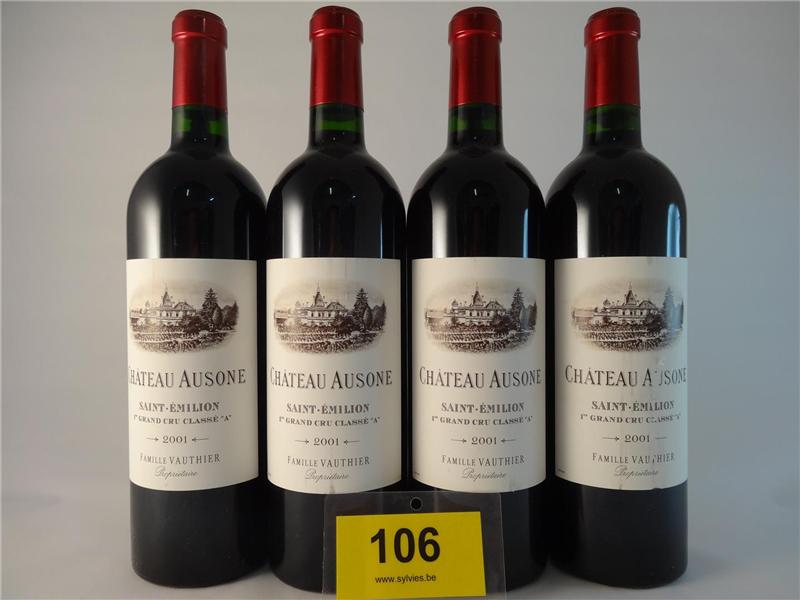 CHÂTEAU AUSONE
SAINT-ÉMILION
1er GRAND CRU CLASSÉ "A"
2001
FAMILLE VAUTHIER
Propriétaire
CHÂTEAU AUSONE
SAINT-ÉMILION
1er GRAND CRU CLASSÉ "A"
2001
FAMILLE VAUTHIER
Propriétaire
CHÂTEAU AUSONE
SAINT-ÉMILION
1er GRAND CRU CLASSÉ "A"
2001
FAMILLE VAUTHIER
Propriétaire
CHÂTEAU AUSONE
SAINT-ÉMILION
1er GRAND CRU CLASSÉ "A"
2001
FAMILLE VAUTHIER
Propriétaire
106
www.sylvies.be